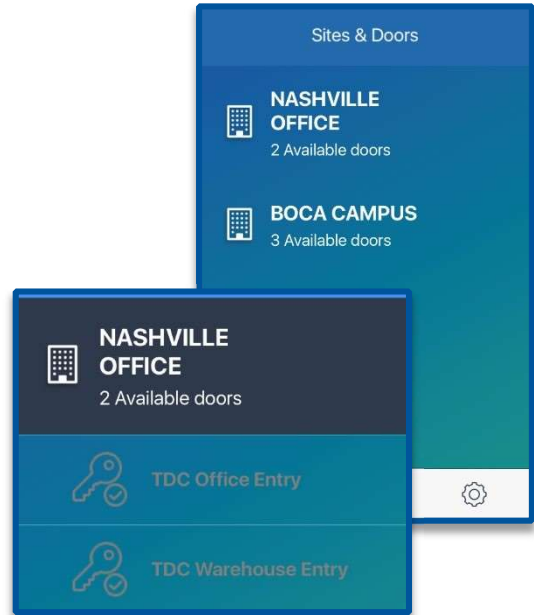 Sites & Doors
NASHVILLE
OFFICE
2 Available doors
BOCA CAMPUS
3 Available doors
NASHVILLE
OFFICE
2 Available doors
TDC Office Entry
TDC Warehouse Entry